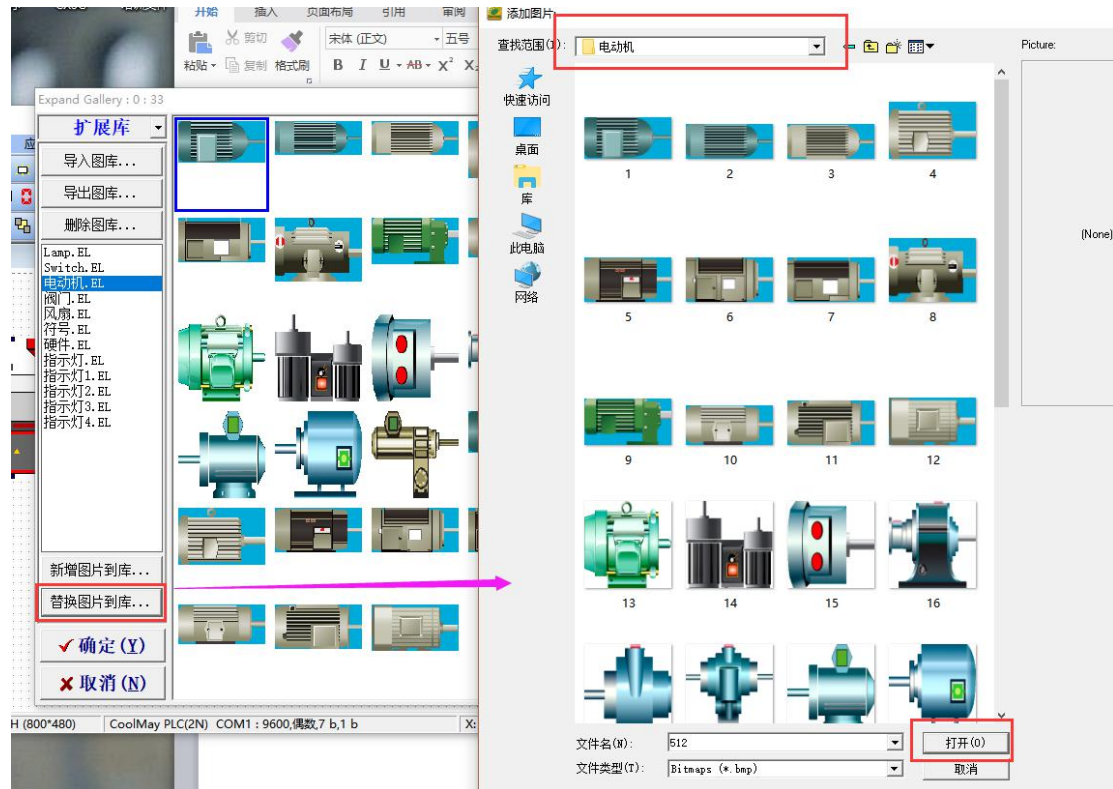 开始 插入 页面布局 引用 审阅
剪切
粘贴 复制 格式刷
宋体 (正文) 五号
B I U AB X²
Expand Gallery : 0 : 33
扩展库
导入图库...
导出图库...
删除图库...
Lamp.EL
Switch.EL
电动机.EL
阀门.EL
风扇.EL
符号.EL
硬件.EL
指示灯.EL
指示灯1.EL
指示灯2.EL
指示灯3.EL
指示灯4.EL
新增图片到库...
替换图片到库...
确定(Y)
取消(N)
H (800*480) CoolMay PLC(2N) COM1 : 9600,偶数,7 b,1 b X:
添加图片
查找范围(I): 电动机
Picture:
快速访问
桌面
库
此电脑
网络
1 2 3 4
5 6 7 8
9 10 11 12
13 14 15 16
(None)
文件名(N): 512 打开(O)
文件类型(T): Bitmaps (*.bmp) 取消